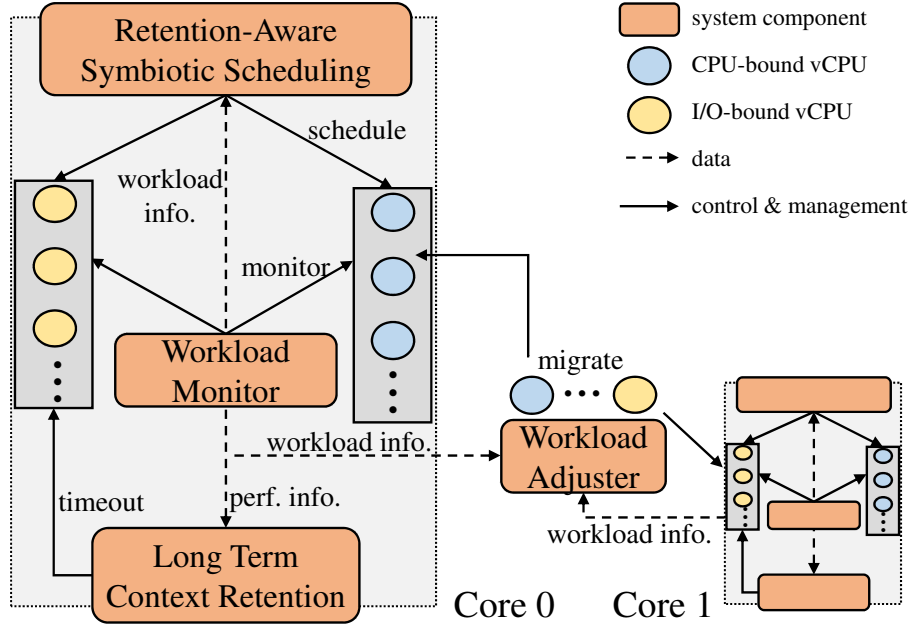 Retention-Aware
Symbiotic Scheduling
system component
CPU-bound vCPU
I/O-bound vCPU
data
control & management
schedule
workload
info.
monitor
Workload
Monitor
migrate
workload info.
Workload
Adjuster
timeout
perf. info.
workload info.
Long Term
Context Retention
Core 0
Core 1